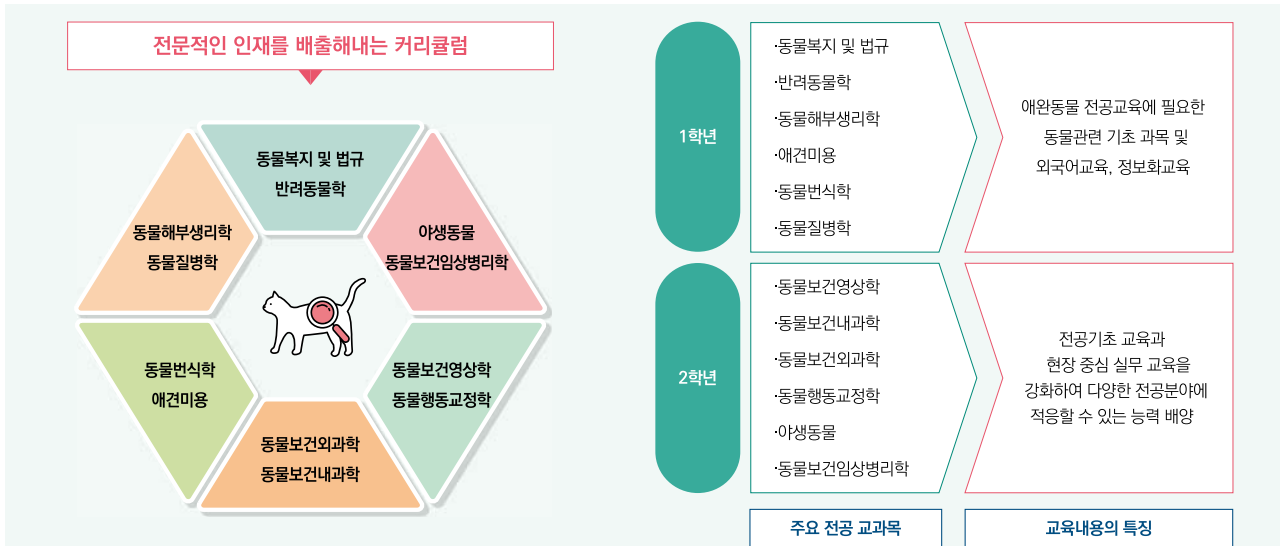 전문적인 인재를 배출해내는 커리큘럼
동물복지 및 법규
반려동물학
동물해부생리학
동물질병학
야생동물
동물보건임상병리학
동물번식학
애견미용
동물보건영상학
동물행동교정학
동물보건외과학
동물보건내과학
1학년
·동물복지 및 법규
·반려동물학
·동물해부생리학
·애견미용
·동물번식학
·동물질병학
애완동물 전공교육에 필요한
동물관련 기초 과목 및
외국어교육, 정보화교육
2학년
·동물보건영상학
·동물보건내과학
·동물보건외과학
·동물행동교정학
·야생동물
·동물보건임상병리학
전공기초 교육과
현장 중심 실무 교육을
강화하여 다양한 전공분야에
적응할 수 있는 능력 배양
주요 전공 교과목
교육내용의 특징